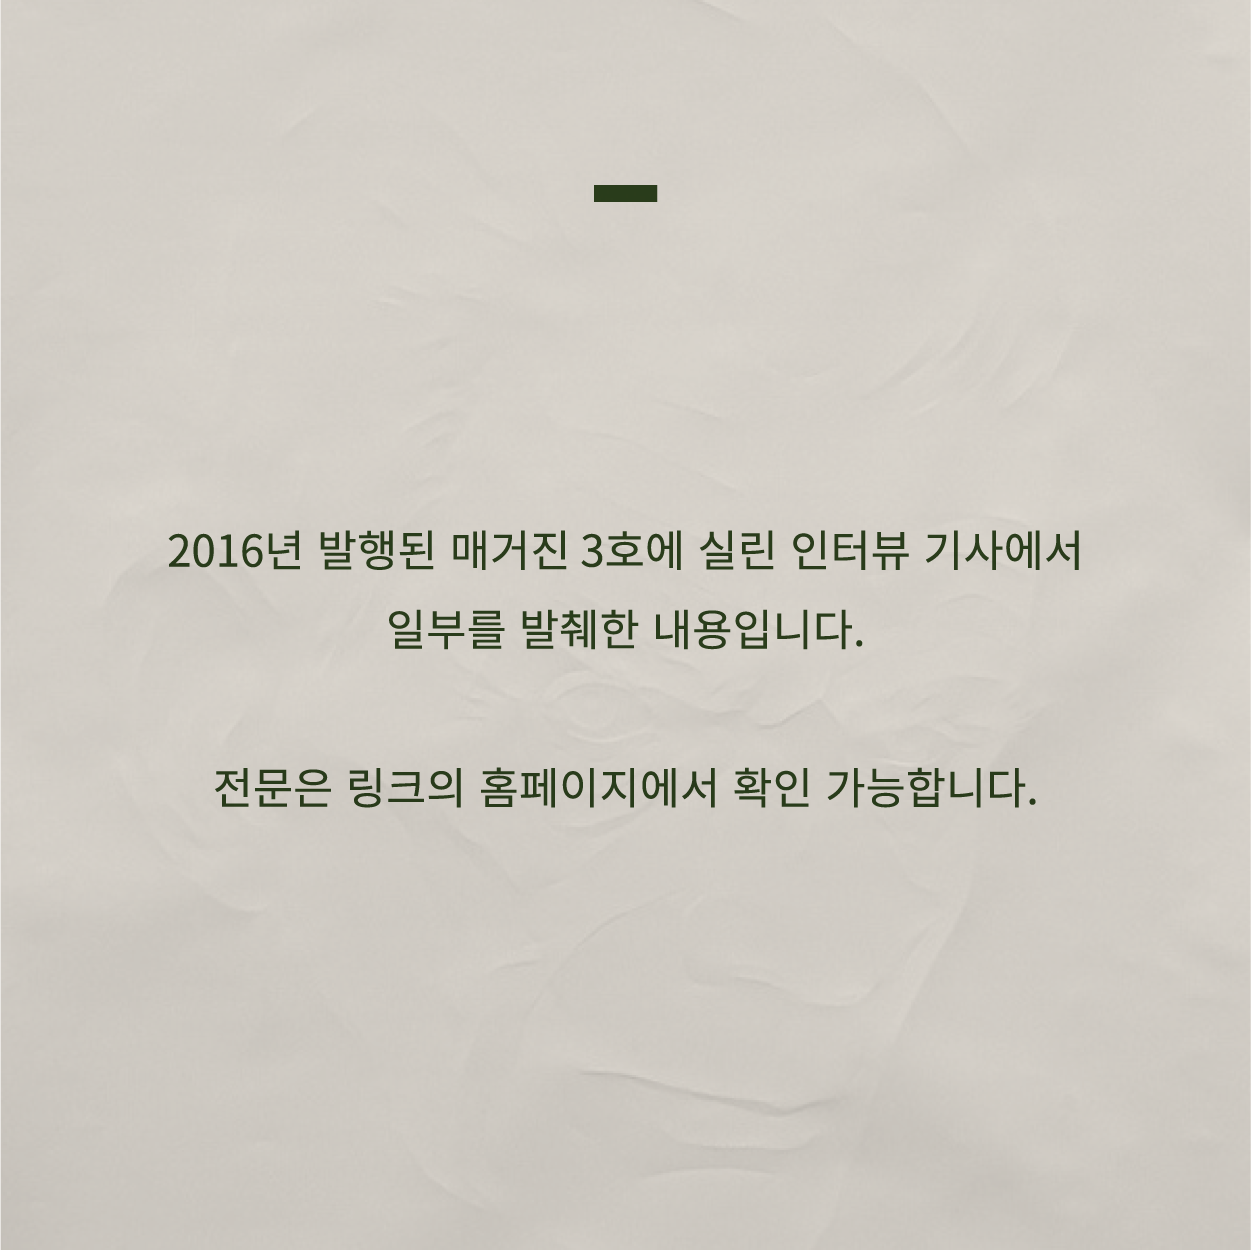 2016년 발행된 매거진 3호에 실린 인터뷰 기사에서
일부를 발췌한 내용입니다.
전문은 링크의 홈페이지에서 확인 가능합니다.